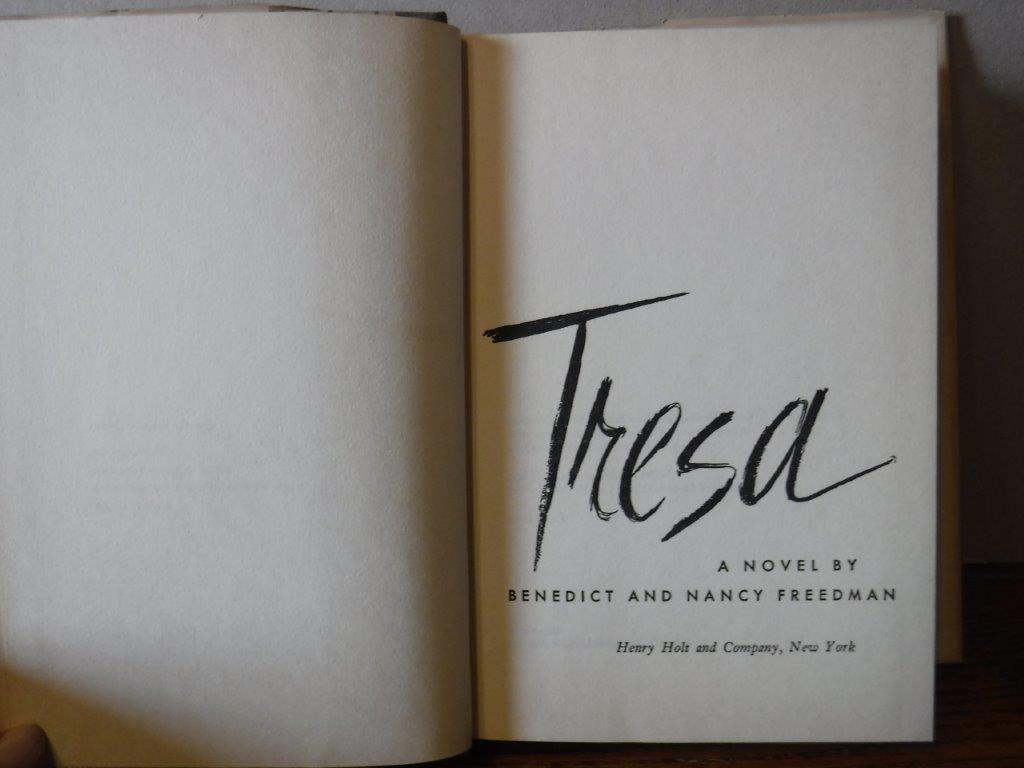 Tresa
A NOVEL BY
BENEDICT AND NANCY FREEDMAN
Henry Holt and Company, New York